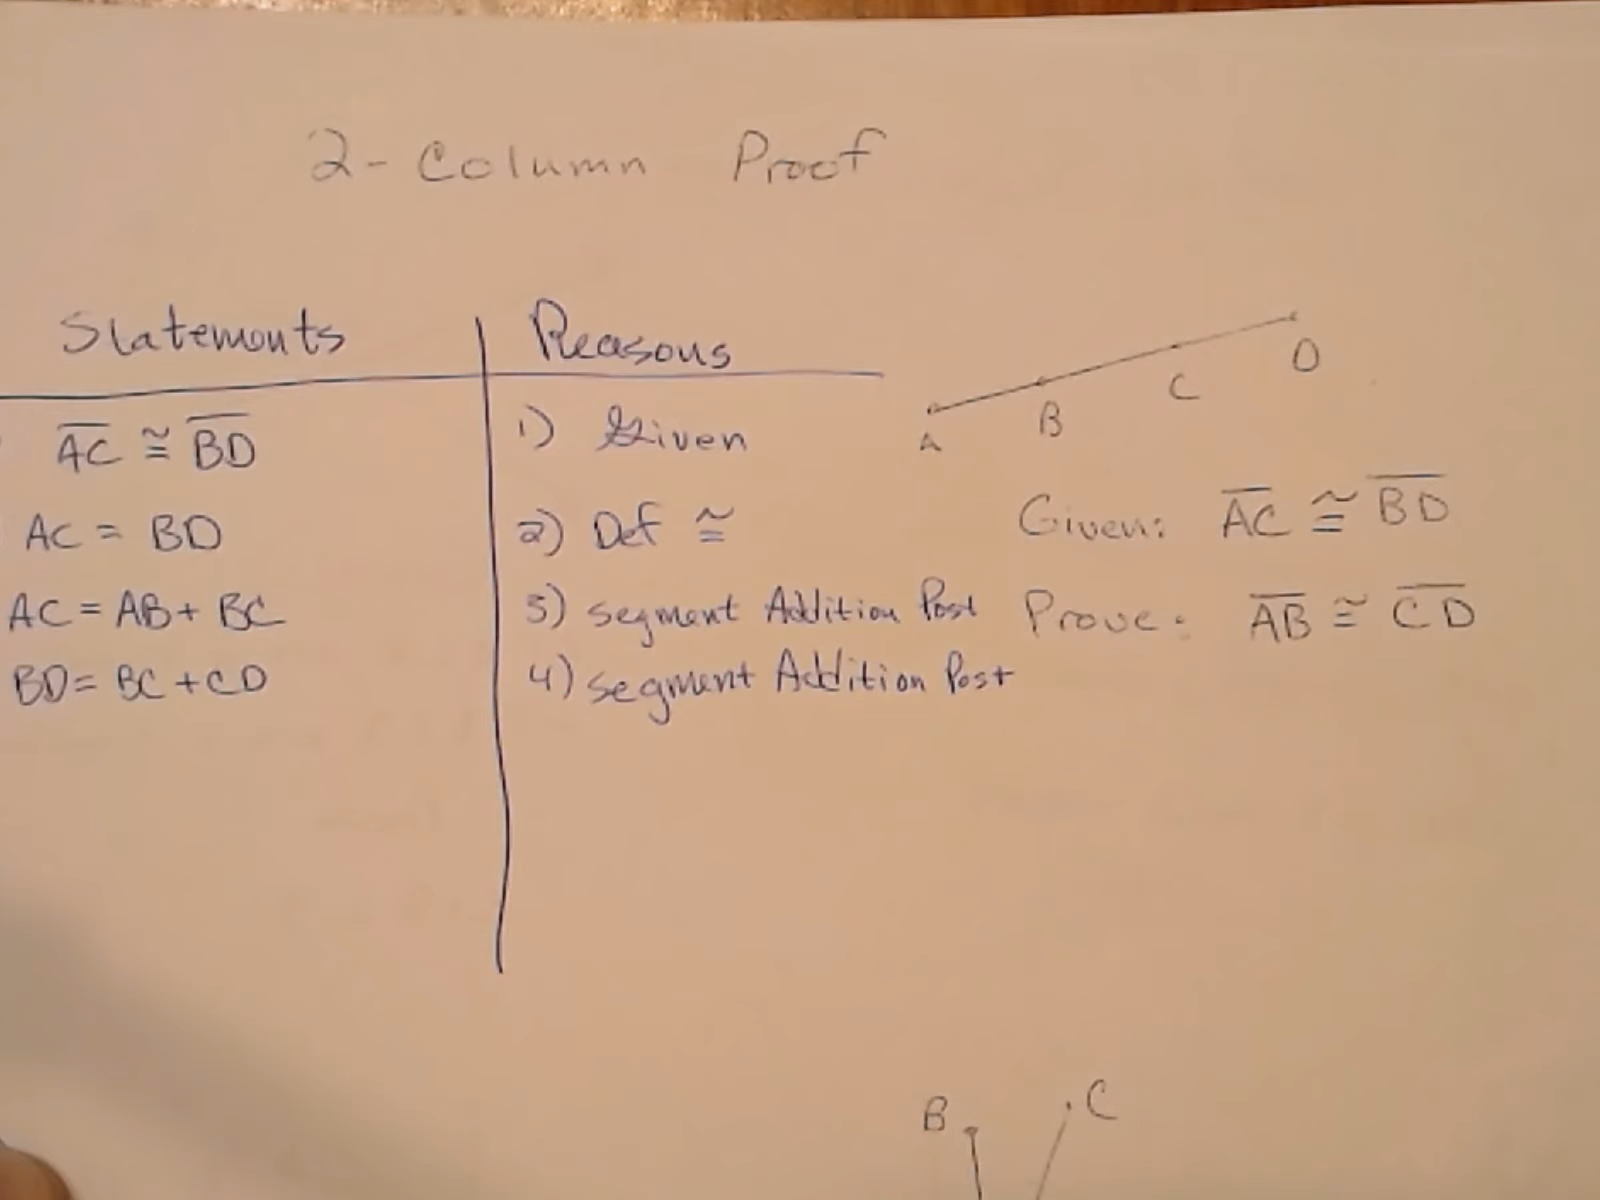 2-Column Proof
Statements
Reasons
AC ≅ BD
1) Given
AC = BD
2) Def ≅
AC = AB + BC
3) Segment Addition Post
BD = BC + CD
4) Segment Addition Post
A B C D
Given: AC ≅ BD
Prove: AB ≅ CD
B C